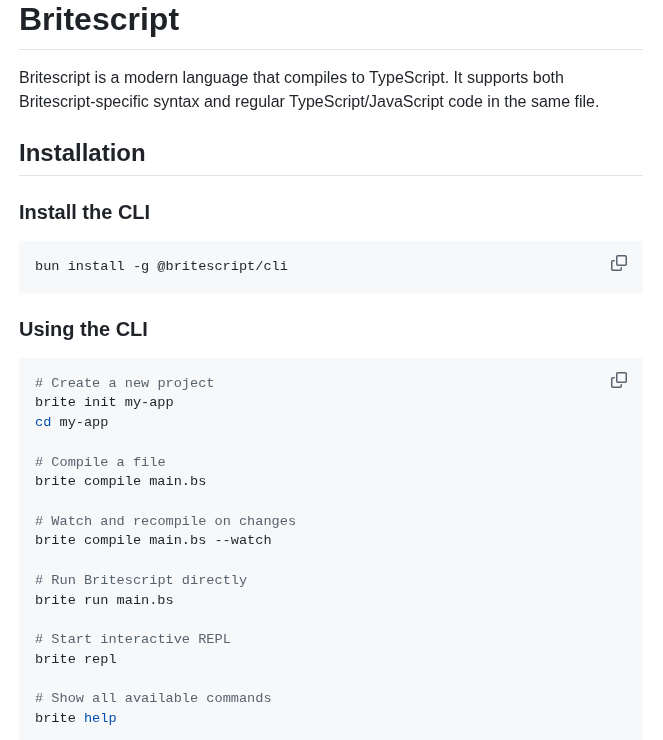 Britescript
Britescript is a modern language that compiles to TypeScript. It supports both
Britescript-specific syntax and regular TypeScript/JavaScript code in the same file.
Installation
Install the CLI
bun install -g @britescript/cli
Using the CLI
# Create a new project
brite init my-app
cd my-app
# Compile a file
brite compile main.bs
# Watch and recompile on changes
brite compile main.bs --watch
# Run Britescript directly
brite run main.bs
# Start interactive REPL
brite repl
# Show all available commands
brite help